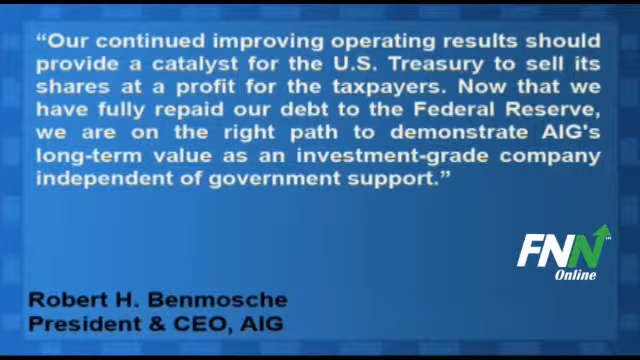 “Our continued improving operating results should
provide a catalyst for the U.S. Treasury to sell its
shares at a profit for the taxpayers. Now that we
have fully repaid our debt to the Federal Reserve,
we are on the right path to demonstrate AIG's
long-term value as an investment-grade company
independent of government support.”
FNN
Online
Robert H. Benmosche
President & CEO, AIG